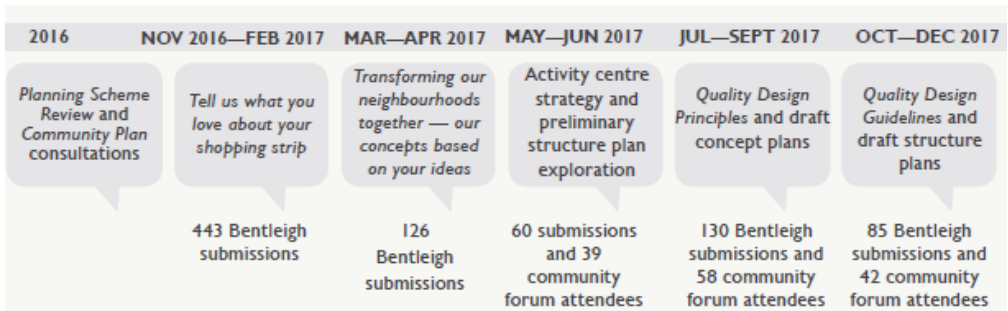 2016
NOV 2016—FEB 2017
MAR—APR 2017
MAY—JUN 2017
JUL—SEPT 2017
OCT—DEC 2017
Planning Scheme
Review and
Community Plan
consultations
Tell us what you
love about your
shopping strip
Transforming our
neighbourhoods
together — our
concepts based
on your ideas
Activity centre
strategy and
preliminary
structure plan
exploration
Quality Design
Principles and draft
concept plans
Quality Design
Guidelines and
draft structure
plans
443 Bentleigh
submissions
126
Bentleigh
submissions
60 submissions
and 39
community
forum attendees
130 Bentleigh
submissions and
58 community
forum attendees
85 Bentleigh
submissions and
42 community
forum attendees